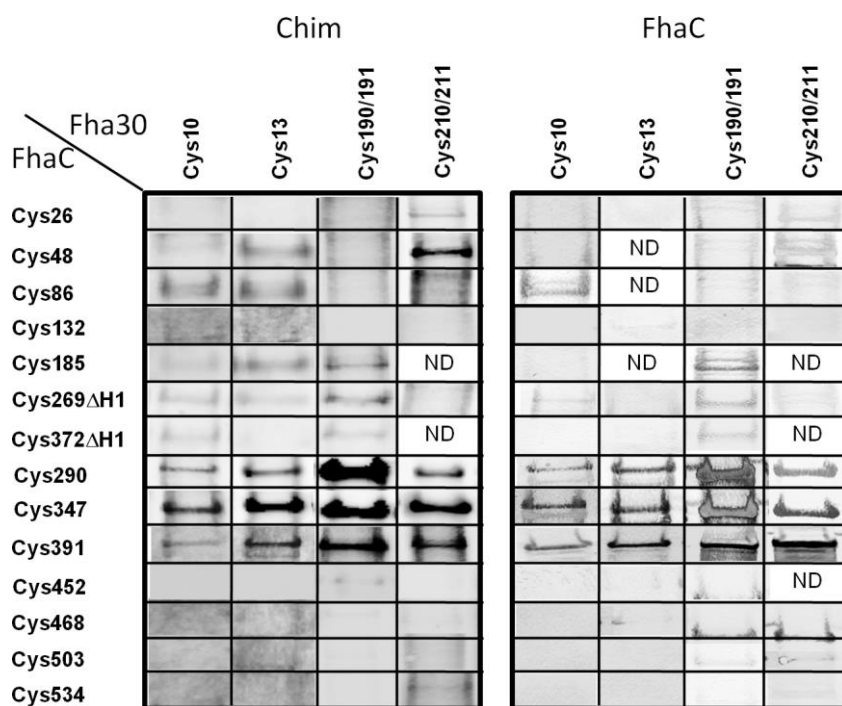 Chim FhaC
Fha30
FhaC
Cys10 Cys13 Cys190/191 Cys210/211 Cys10 Cys13 Cys190/191 Cys210/211
Cys26
Cys48 ND
Cys86 ND
Cys132
Cys185 ND ND ND
Cys269ΔH1
Cys372ΔH1 ND ND
Cys290
Cys347
Cys391
Cys452 ND
Cys468
Cys503
Cys534